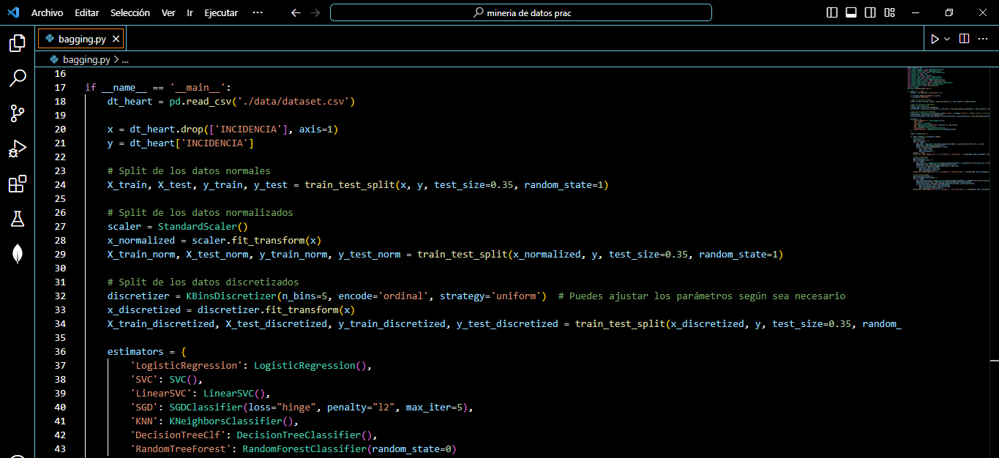 Archivo Editar Selección Ver Ir Ejecutar ... mineria de datos prac
bagging.py
bagging.py > ...
16
17 if __name__ == '__main__':
18 dt_heart = pd.read_csv('./data/dataset.csv')
19
20 x = dt_heart.drop(['INCIDENCIA'], axis=1)
21 y = dt_heart['INCIDENCIA']
22
23 # Split de los datos normales
24 X_train, X_test, y_train, y_test = train_test_split(x, y, test_size=0.35, random_state=1)
25
26 # Split de los datos normalizados
27 scaler = StandardScaler()
28 x_normalized = scaler.fit_transform(x)
29 X_train_norm, X_test_norm, y_train_norm, y_test_norm = train_test_split(x_normalized, y, test_size=0.35, random_state=1)
30
31 # Split de los datos discretizados
32 discretizer = KBinsDiscretizer(n_bins=5, encode='ordinal', strategy='uniform')  # Puedes ajustar los parámetros según sea necesario
33 x_discretized = discretizer.fit_transform(x)
34 X_train_discretized, X_test_discretized, y_train_discretized, y_test_discretized = train_test_split(x_discretized, y, test_size=0.35, random_
35
36 estimators = {
37 'LogisticRegression': LogisticRegression(),
38 'SVC': SVC(),
39 'LinearSVC': LinearSVC(),
40 'SGD': SGDClassifier(loss="hinge", penalty="l2", max_iter=5),
41 'KNN': KNeighborsClassifier(),
42 'DecisionTreeClf': DecisionTreeClassifier(),
43 'RandomTreeForest': RandomForestClassifier(random_state=0)